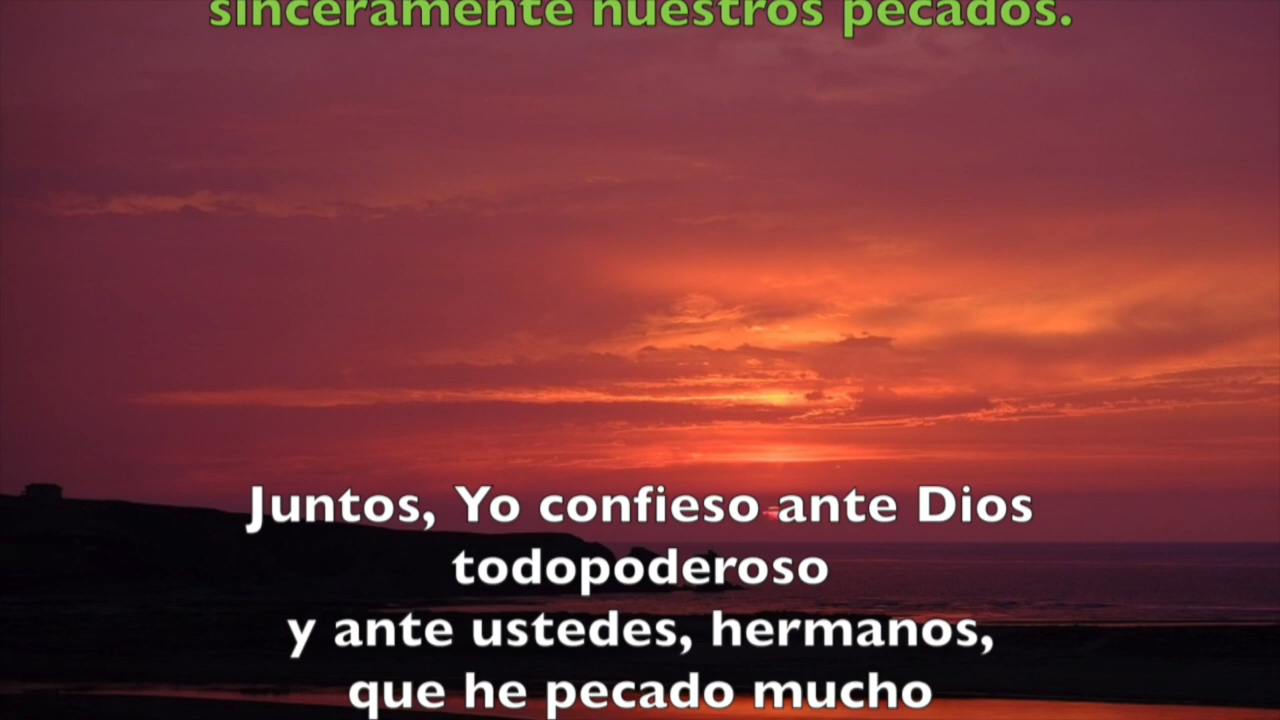 sinceramente nuestros pecados.
Juntos, Yo confieso ante Dios
todopoderoso
y ante ustedes, hermanos,
que he pecado mucho